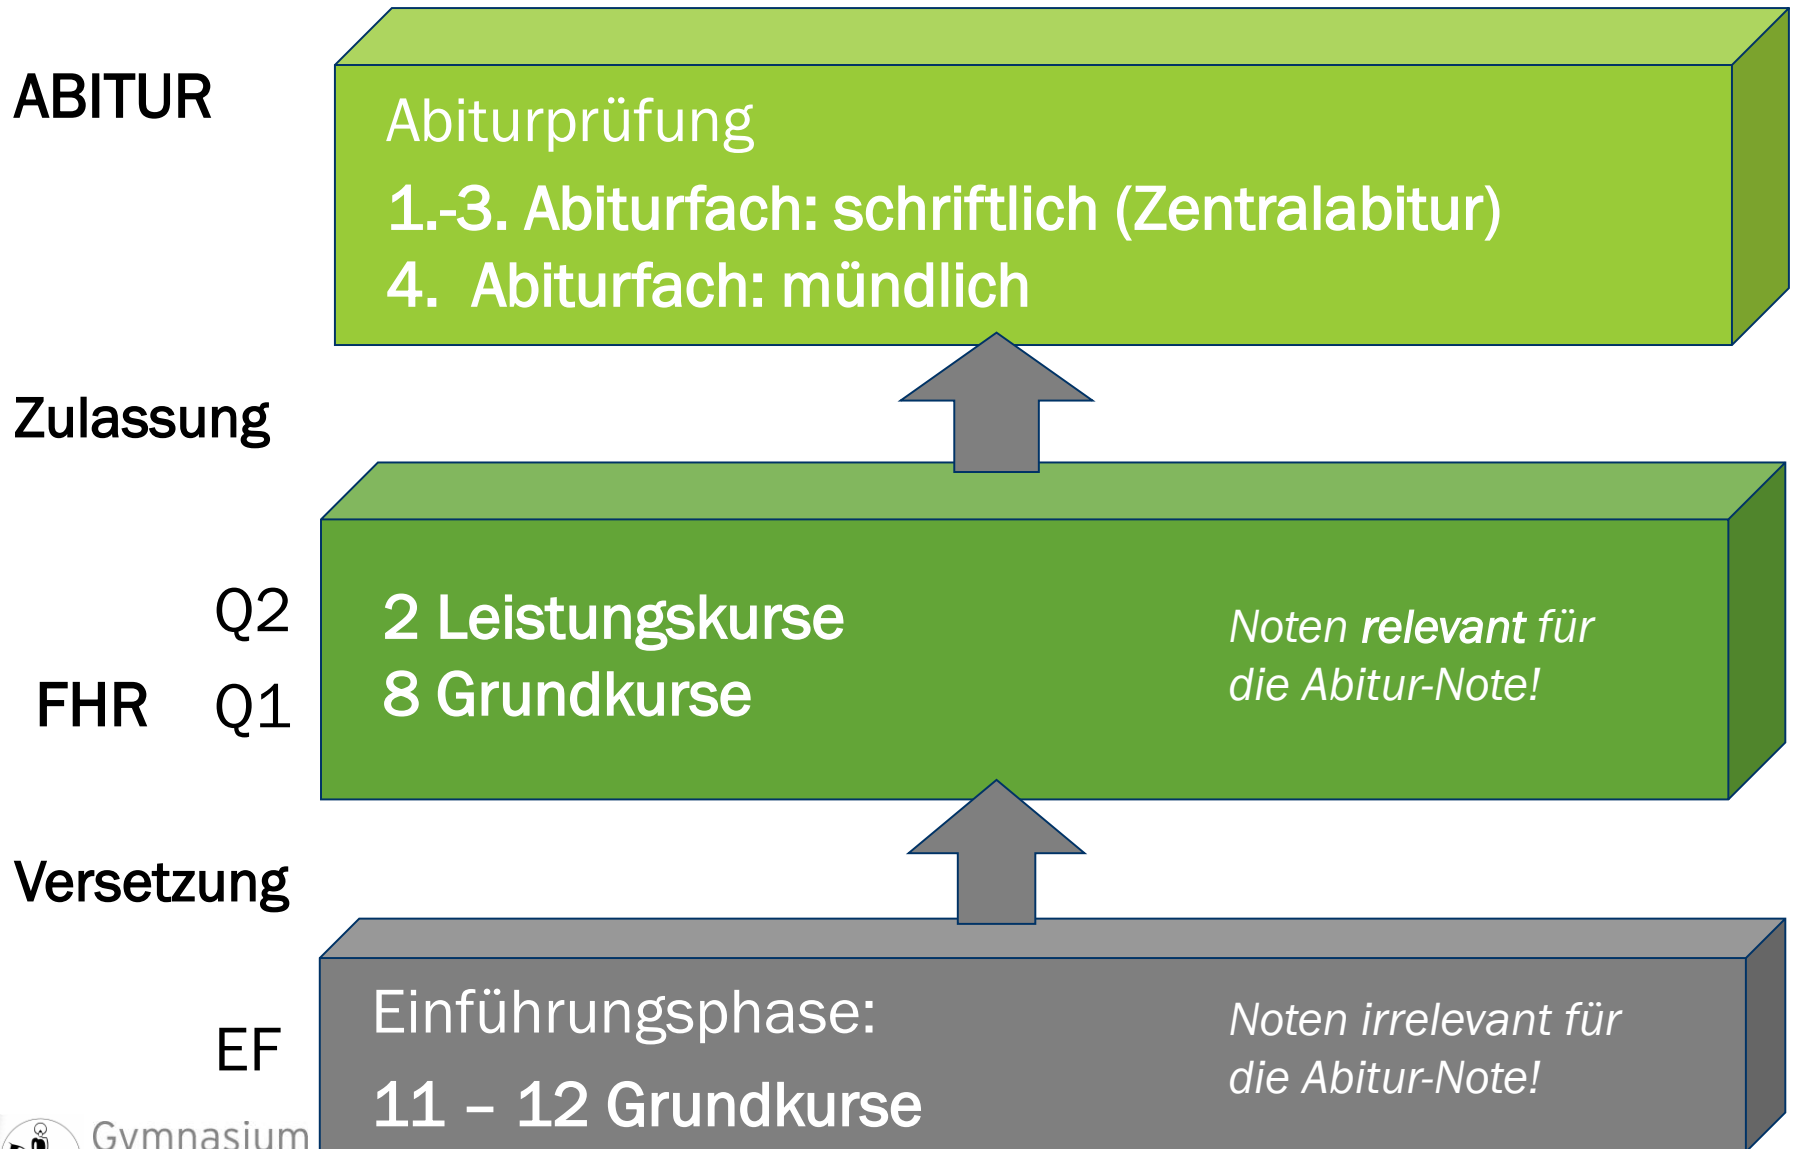 ABITUR
Abiturprüfung
1.-3. Abiturfach: schriftlich (Zentralabitur)
4. Abiturfach: mündlich
Zulassung
Q2
2 Leistungskurse
Noten relevant für
FHR Q1
8 Grundkurse
die Abitur-Note!
Versetzung
EF
Einführungsphase:
11 – 12 Grundkurse
Noten irrelevant für
die Abitur-Note!
Gymnasium